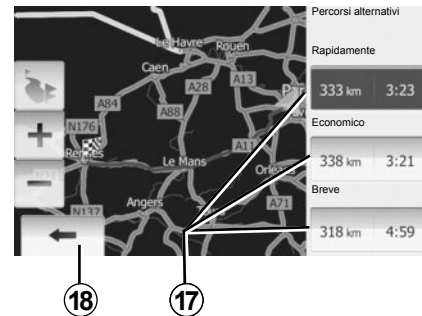 Percorsi alternativi
Rapidamente
333 km 3:23
Economico
338 km 3:21
Breve
318 km 4:59
Le Havre
Rouen
Caen
A13
A28
A84
A88
N176
Rennes
A11
Le Mans
Orleans
Angers
A71
N137
18
17